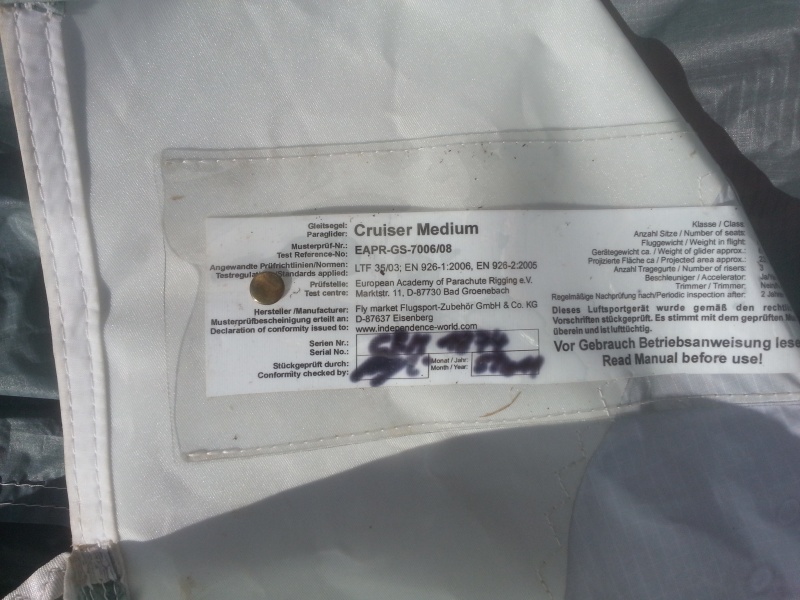 Gleitsegel:
Paraglider: Cruiser Medium
Musterprüf-Nr.:
Test Reference-No: EAPR-GS-7006/08
Angewandte Prüfrichtlinien/Normen:
Standards applied: LTF 35/03; EN 926-1:2006, EN 926-2:2005
Prüfstelle: European Academy of Parachute Rigging e.V.
Test centre: Marktstr. 11, D-87730 Bad Groenebach
Hersteller / Manufacturer: Fly market Flugsport-Zubehör GmbH & Co. KG
Musterprüfbescheinigung erteilt an: D-87637 Eisenberg
Declaration of conformity issued to: www.independence-world.com
Serien Nr.:
Serial No.:
Stückgeprüft durch: Monat / Jahr:
Conformity checked by: Month / Year:
Klasse / Class
Anzahl Sitze / Number of seats
Fluggewicht / Weight in flight
Gerätegewicht ca. / Weight of glider approx.
Projizierte Fläche ca / Projected area approx.
Anzahl Tragegurte / Number of risers
Beschleuniger / Accelerator:
Trimmer / Trimmer:
Regelmäßige Nachprüfung nach/Periodic inspection after: 2
Dieses Luftsportgerät wurde gemäß den
Vorschriften stückgeprüft. Es stimmt mit dem geprüften
überein und ist lufttüchtig.
Vor Gebrauch Betriebsanweisung
Read Manual before use!